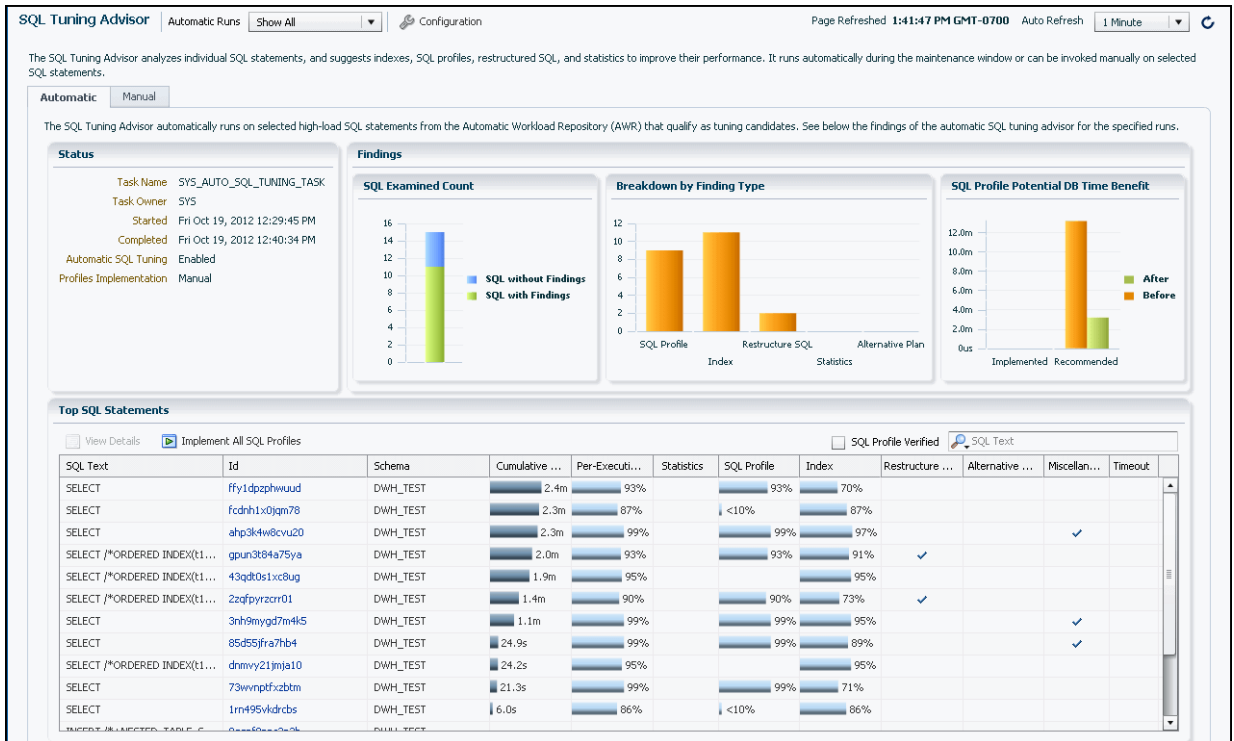 SQL Tuning Advisor Automatic Runs Show All Configuration Page Refreshed 1:41:47 PM GMT-0700 Auto Refresh 1 Minute
The SQL Tuning Advisor analyzes individual SQL statements, and suggests indexes, SQL profiles, restructured SQL, and statistics to improve their performance. It runs automatically during the maintenance window or can be invoked manually on selected
SQL statements.
Automatic Manual
The SQL Tuning Advisor automatically runs on selected high-load SQL statements from the Automatic Workload Repository (AWR) that qualify as tuning candidates. See below the findings of the automatic SQL tuning advisor for the specified runs.
Status
Task Name SYS_AUTO_SQL_TUNING_TASK
Task Owner SYS
Started Fri Oct 19, 2012 12:29:45 PM
Completed Fri Oct 19, 2012 12:40:34 PM
Automatic SQL Tuning Enabled
Profiles Implementation Manual
Findings
SQL Examined Count
16
14
12
10
8
6
4
2
0
SQL without Findings
SQL with Findings
Breakdown by Finding Type
12
10
8
6
4
2
0
SQL Profile Restructure SQL Alternative Plan
Index Statistics
SQL Profile Potential DB Time Benefit
12.0m
10.0m
8.0m
6.0m
4.0m
2.0m
0us
After
Before
Implemented Recommended
Top SQL Statements
View Details Implement All SQL Profiles SQL Profile Verified SQL Text
SQL Text Id Schema Cumulative ... Per-Executi... Statistics SQL Profile Index Restructure ... Alternative ... Miscellan... Timeout
SELECT ffy1dpzphwuud DWH_TEST 2.4m 93% 93% 70%
SELECT fcdnh1x0jqm78 DWH_TEST 2.3m 87% <10% 87%
SELECT ahp3k4w8cvu20 DWH_TEST 2.3m 99% 99% 97%
SELECT /*ORDERED INDEX(t1... gpun3t84a75ya DWH_TEST 2.0m 93% 93% 91%
SELECT /*ORDERED INDEX(t1... 43qdt0s1xc8ug DWH_TEST 1.9m 95% 95%
SELECT /*ORDERED INDEX(t1... 2zqfpyrzcrr01 DWH_TEST 1.4m 90% 90% 73%
SELECT 3nh9mygd7m4k5 DWH_TEST 1.1m 99% 99% 95%
SELECT 85d55jfra7hb4 DWH_TEST 24.9s 99% 99% 89%
SELECT /*ORDERED INDEX(t1... dnmvy21jmja10 DWH_TEST 24.2s 95% 95%
SELECT 73wvnptfxzbtm DWH_TEST 21.3s 99% 99% 71%
SELECT 1rn495vkdrcbs DWH_TEST 6.0s 86% <10% 86%